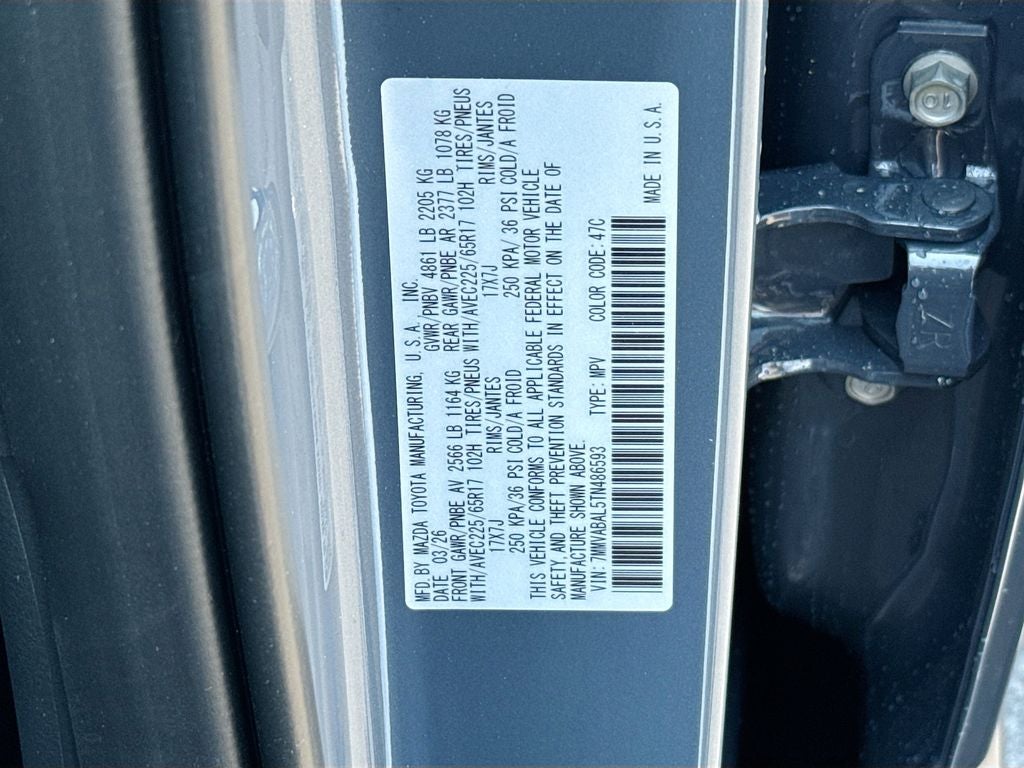 MFD.BY MAZDA TOYOTA MANUFACTURING, U.S.A., INC.
DATE 03/26 GVWR/PNBV 4861 LB 2205 KG
FRONT GAWR/PNBE AV 2566 LB 1164 KG REAR GAWR/PNBE AR 2377 LB 1078 KG
WITH/AVEC225/65R17 102H TIRES/PNEUS WITH/AVEC225/65R17 102H TIRES/PNEUS
17X7J RIMS/JANTES 17X7J RIMS/JANTES
250 KPA/36 PSI COLD/A FROID 250 KPA/ 36 PSI COLD/A FROID
THIS VEHICLE CONFORMS TO ALL APPLICABLE FEDERAL MOTOR VEHICLE
SAFETY,AND THEFT PREVENTION STANDARDS IN EFFECT ON THE DATE OF
MANUFACTURE SHOWN ABOVE.
VIN: 7MMVABAL5TN486593 TYPE: MPV COLOR CODE:47C
MADE IN U.S.A.
10